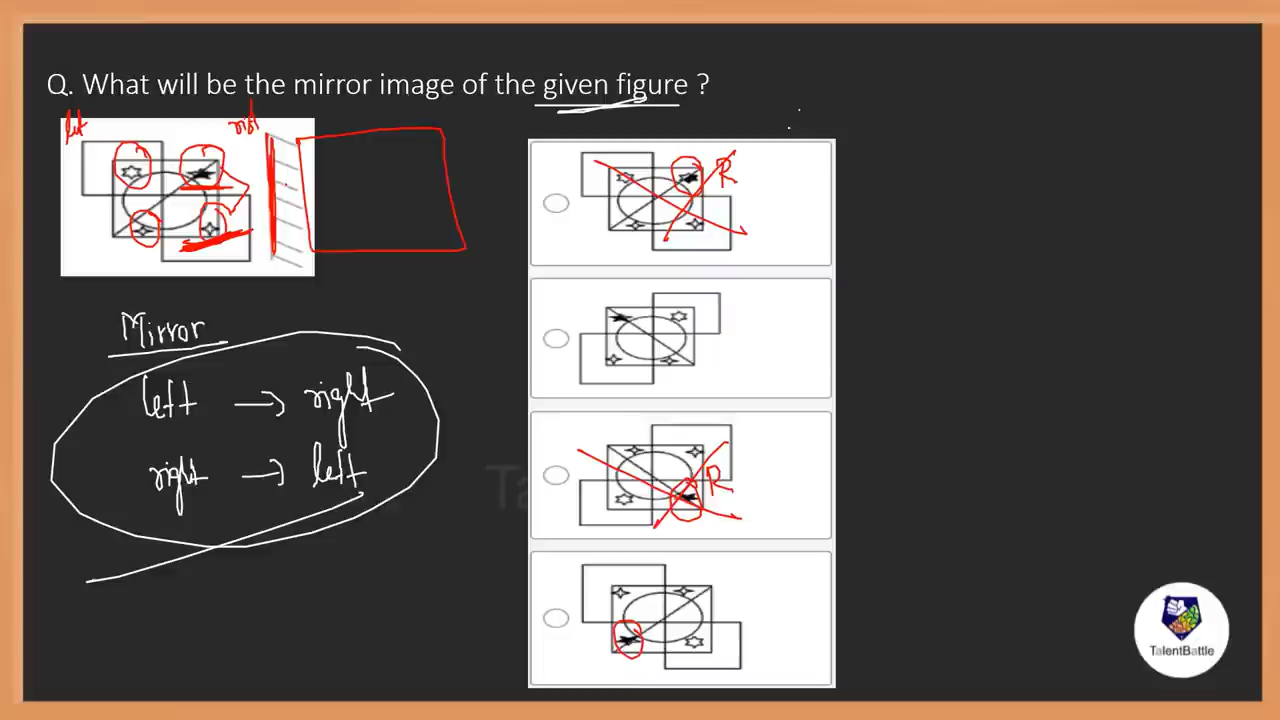 Q. What will be the mirror image of the given figure ?
left
right
R
Mirror
left → right
right → left
R
TalentBattle